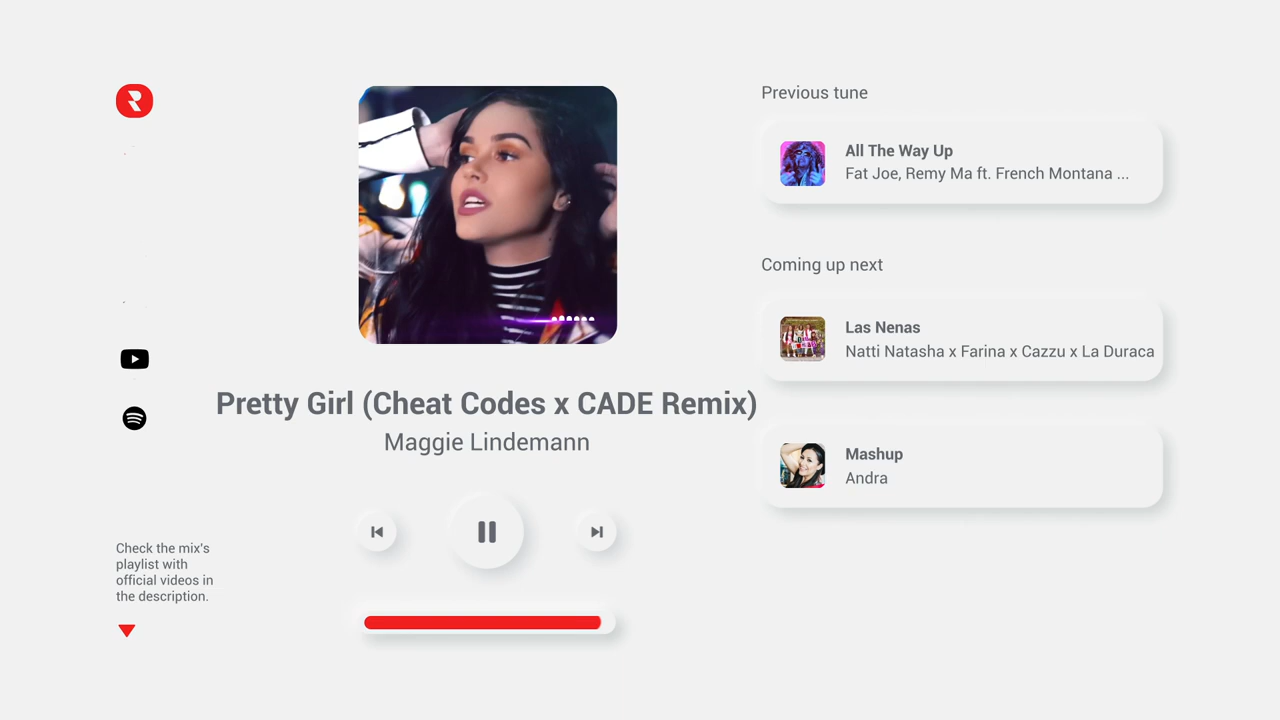 Previous tune
All The Way Up
Fat Joe, Remy Ma ft. French Montana ...
Coming up next
Las Nenas
Natti Natasha x Farina x Cazzu x La Duraca
Pretty Girl (Cheat Codes x CADE Remix)
Maggie Lindemann
Mashup
Andra
Check the mix's
playlist with
official videos in
the description.